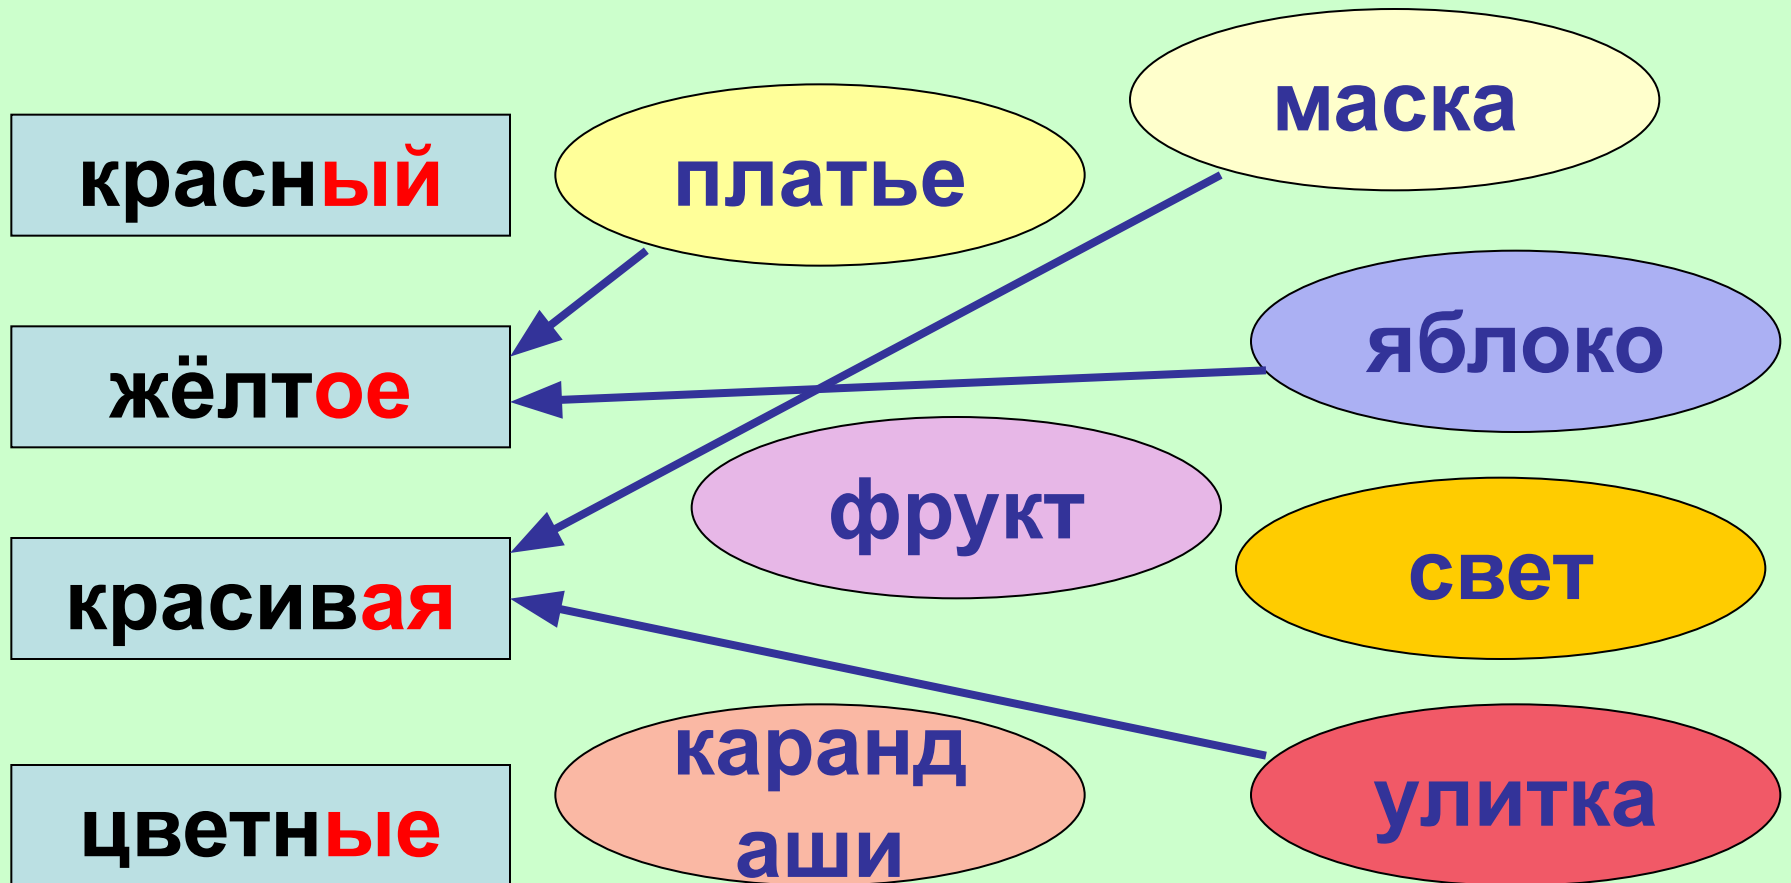 маска
красный
платье
яблоко
жёлтое
фрукт
свет
красивая
каранд
аши
улитка
цветные